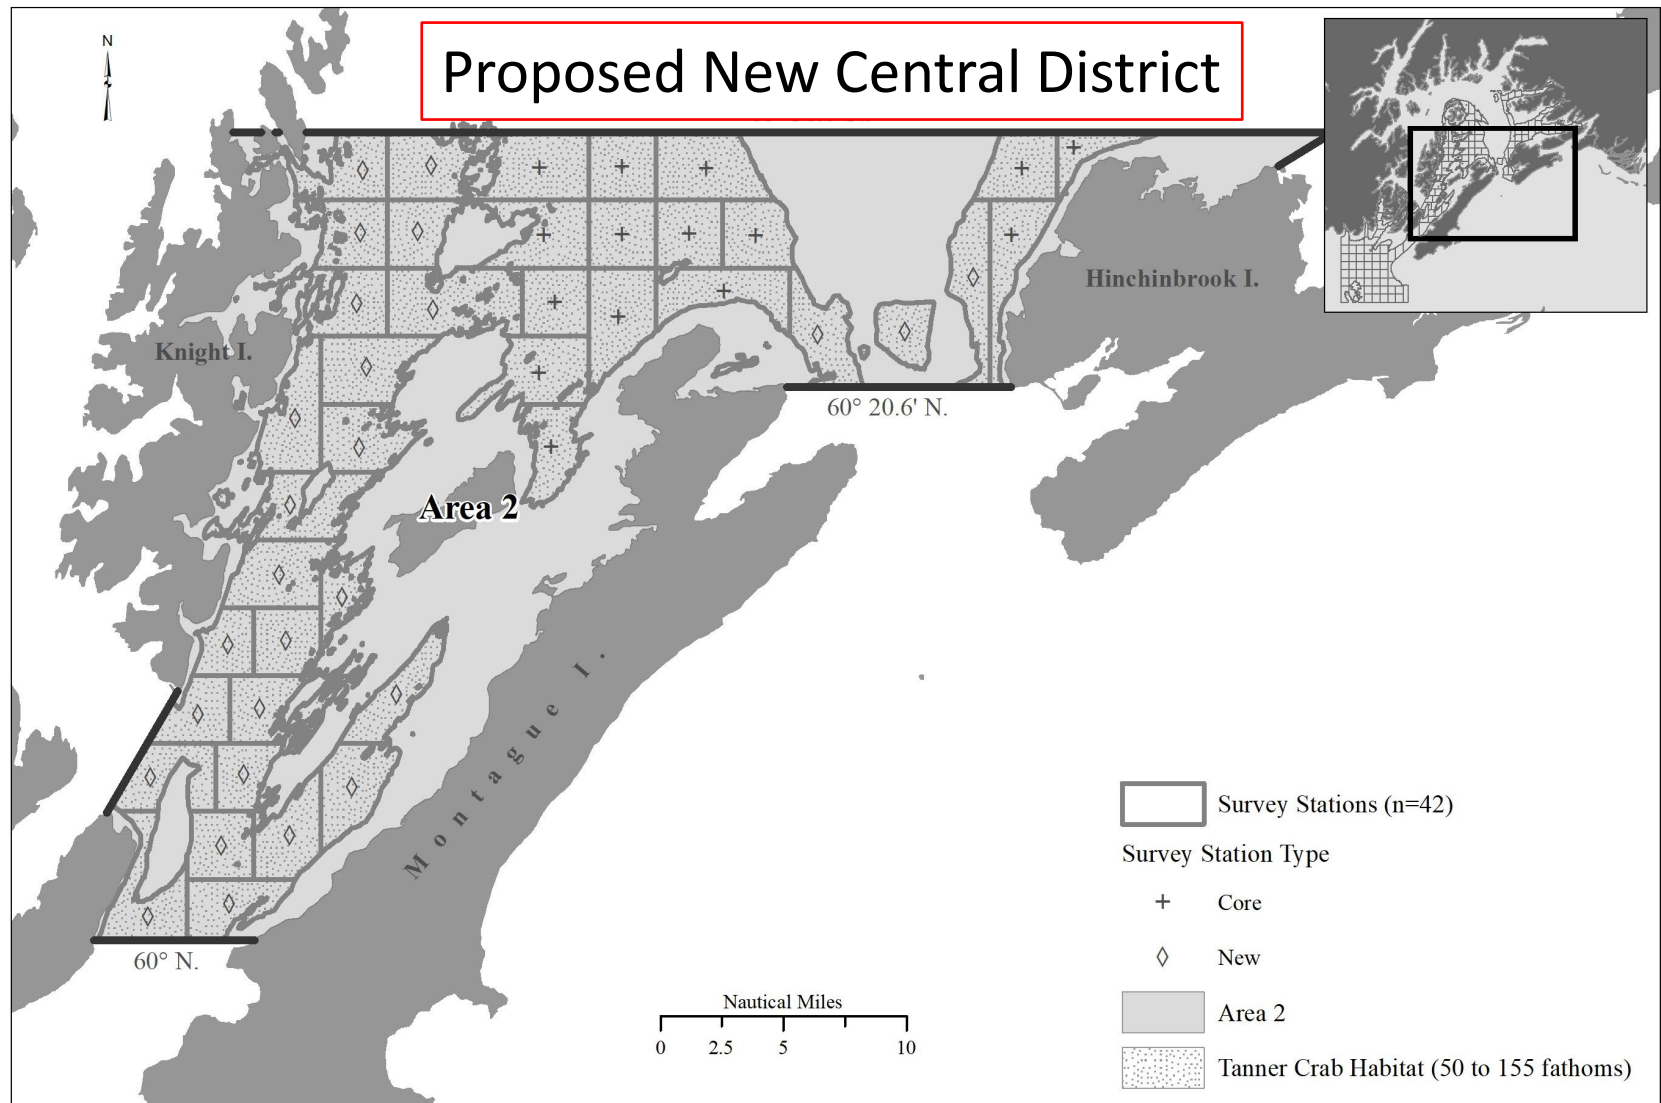 Proposed New Central District
N
Hinchinbrook I.
Knight I.
60° 20.6' N.
Area 2
Montague I.
60° N.
Survey Stations (n=42)
Survey Station Type
Core
New
Area 2
Tanner Crab Habitat (50 to 155 fathoms)
Nautical Miles
0 2.5 5 10